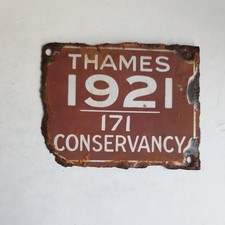 THAMES
1921
171
CONSERVANCY